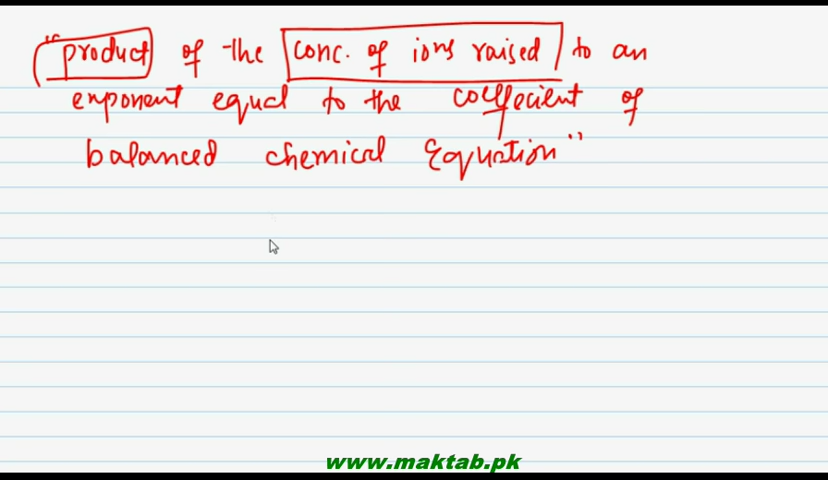 "product of the conc. of ions raised to an
exponent equal to the coeffecient of
balanced chemical Equation"
www.maktab.pk